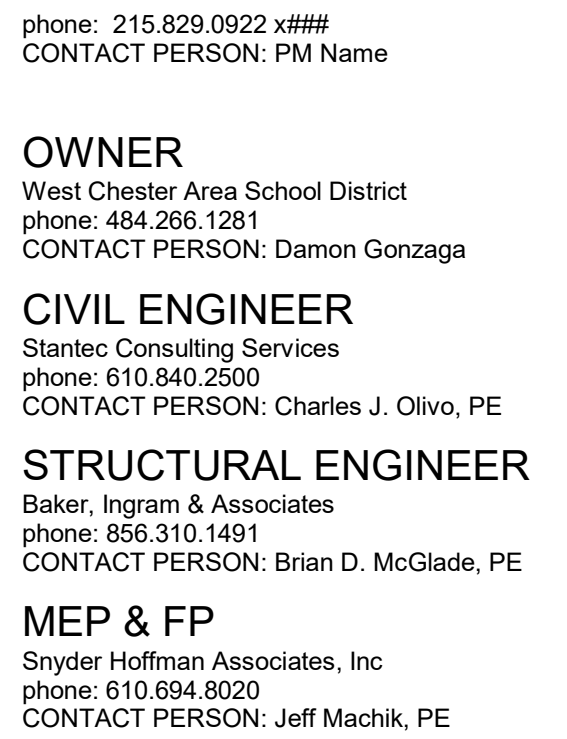 phone:  215.829.0922 x###
CONTACT PERSON: PM Name
OWNER
West Chester Area School District
phone: 484.266.1281
CONTACT PERSON: Damon Gonzaga
CIVIL ENGINEER
Stantec Consulting Services
phone: 610.840.2500
CONTACT PERSON: Charles J. Olivo, PE
STRUCTURAL ENGINEER
Baker, Ingram & Associates
phone: 856.310.1491
CONTACT PERSON: Brian D. McGlade, PE
MEP & FP
Snyder Hoffman Associates, Inc
phone: 610.694.8020
CONTACT PERSON: Jeff Machik, PE